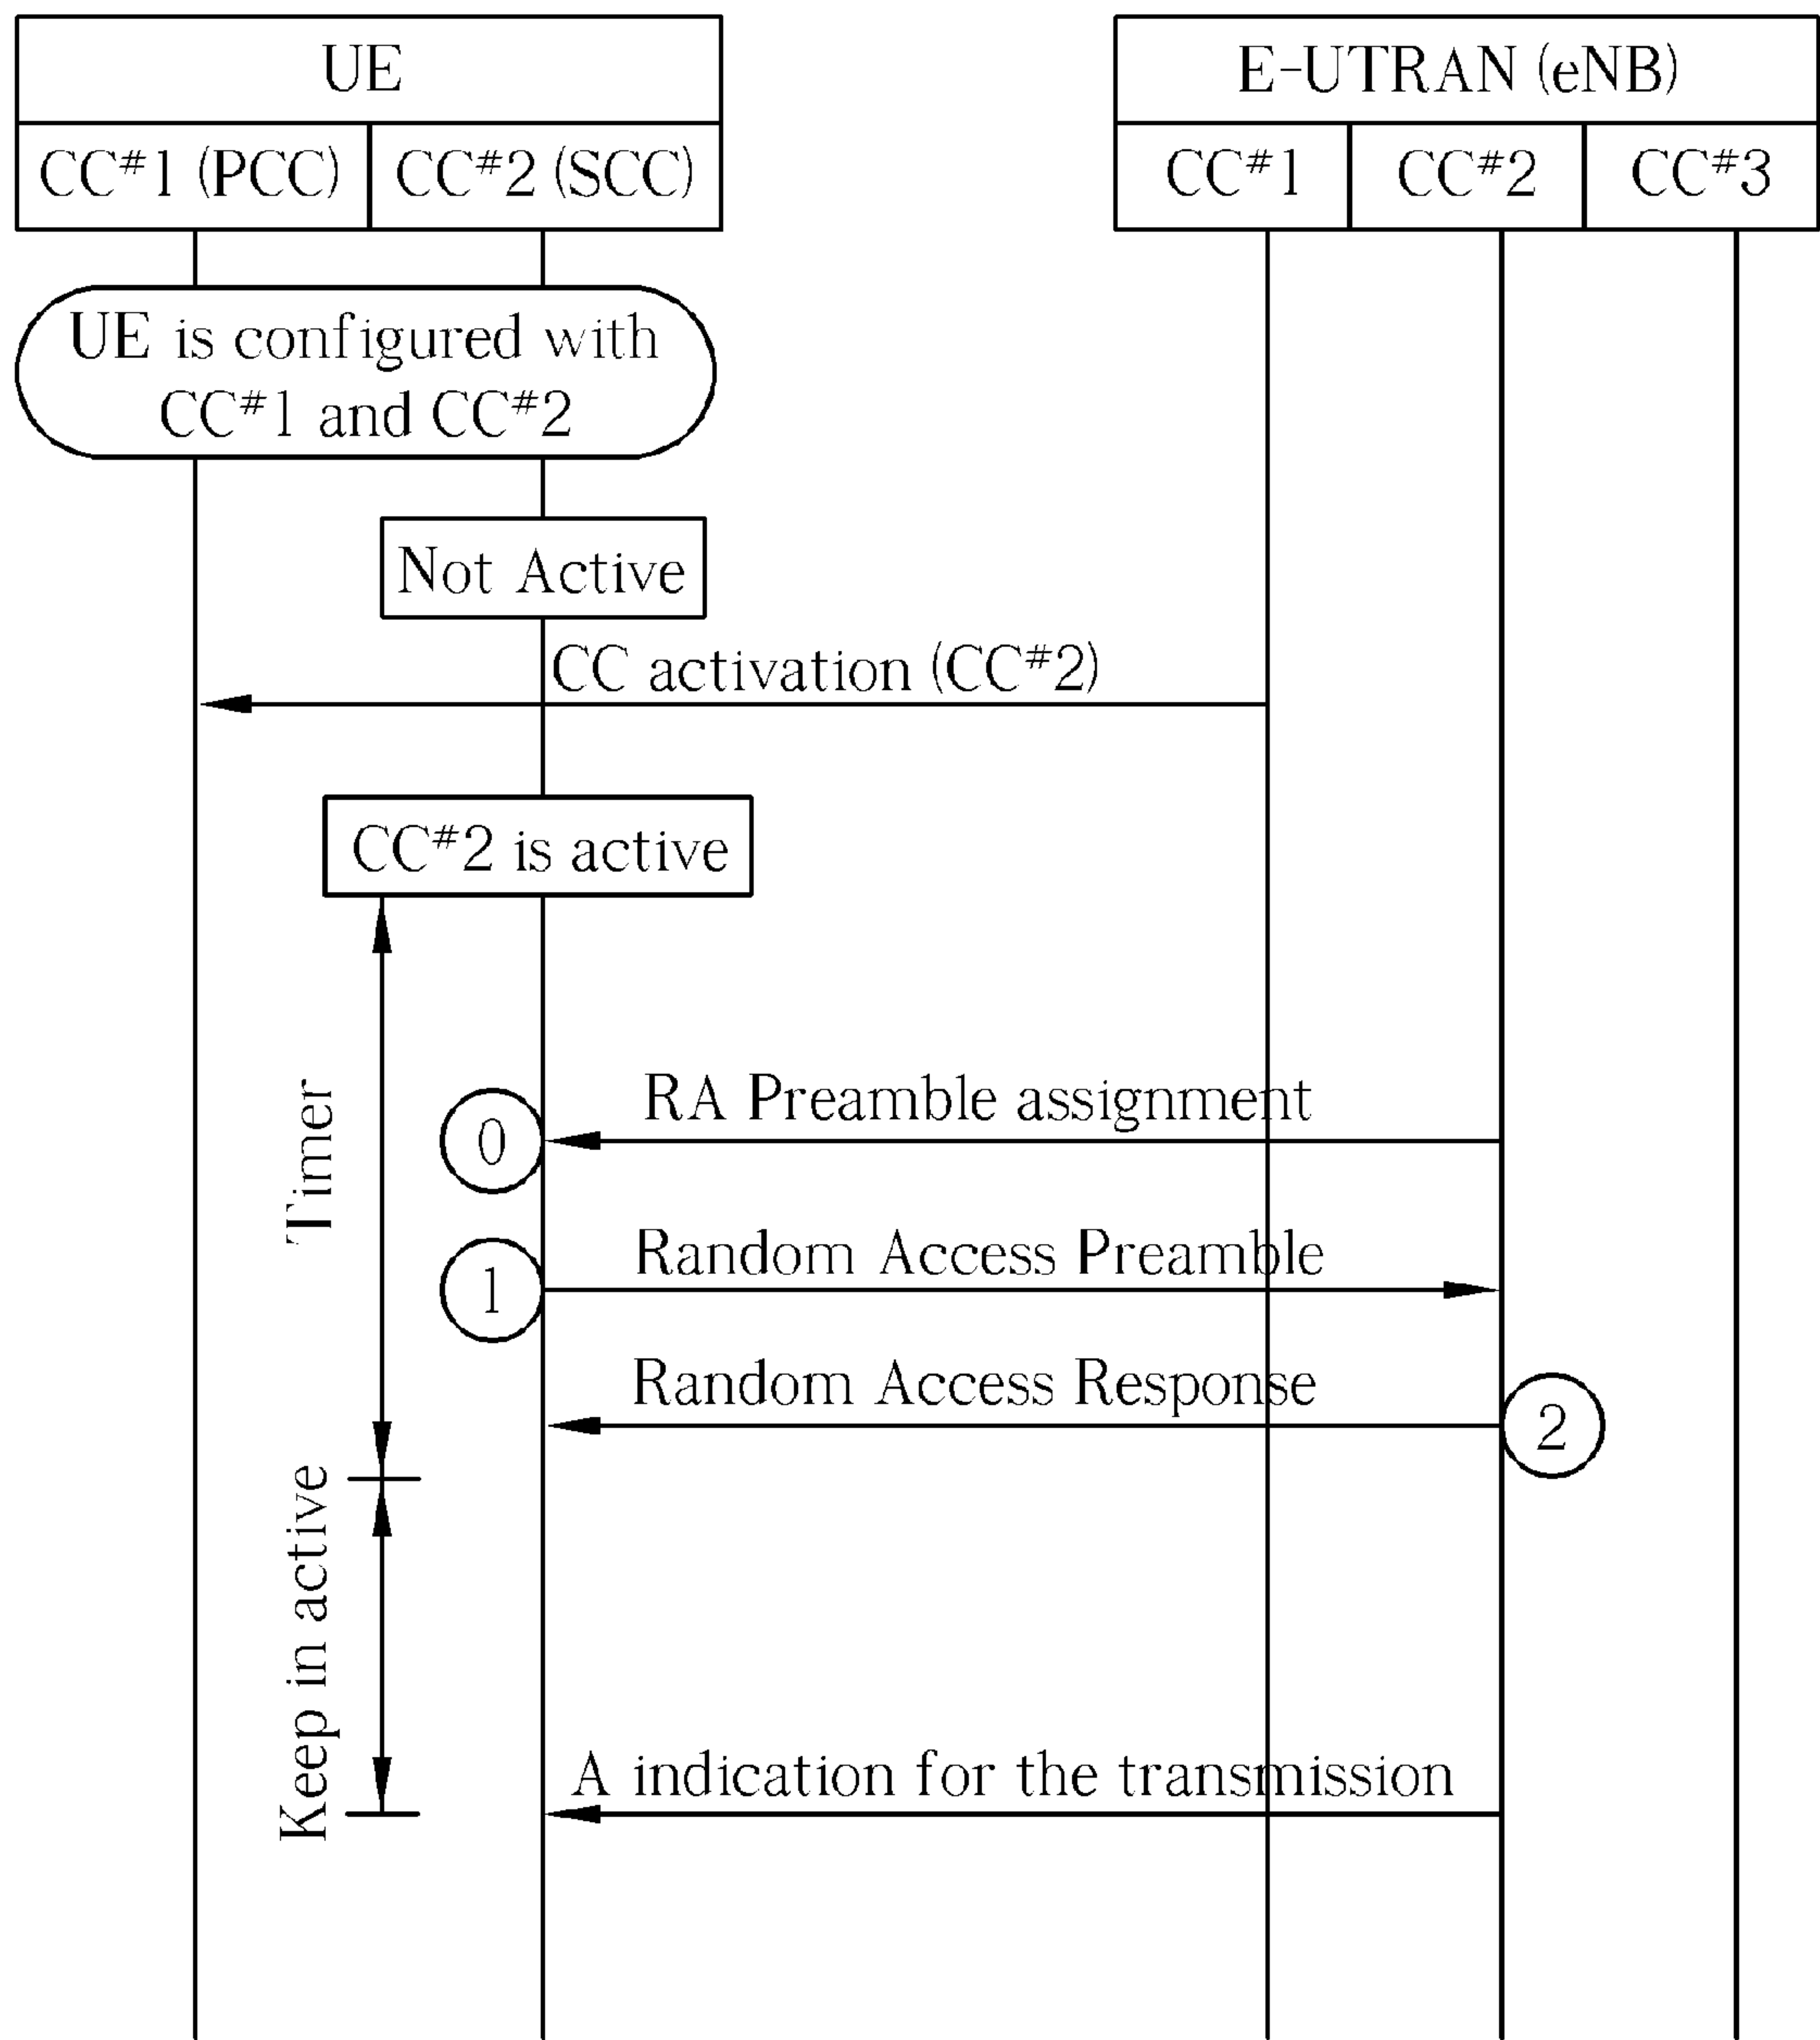 UE
E-UTRAN (eNB)
CC#1 (PCC)
CC#2 (SCC)
CC#1
CC#2
CC#3
UE is configured with
CC#1 and CC#2
Not Active
CC activation (CC#2)
CC#2 is active
Timer
RA Preamble assignment
0
Random Access Preamble
1
Random Access Response
2
Keep in active
A indication for the transmission